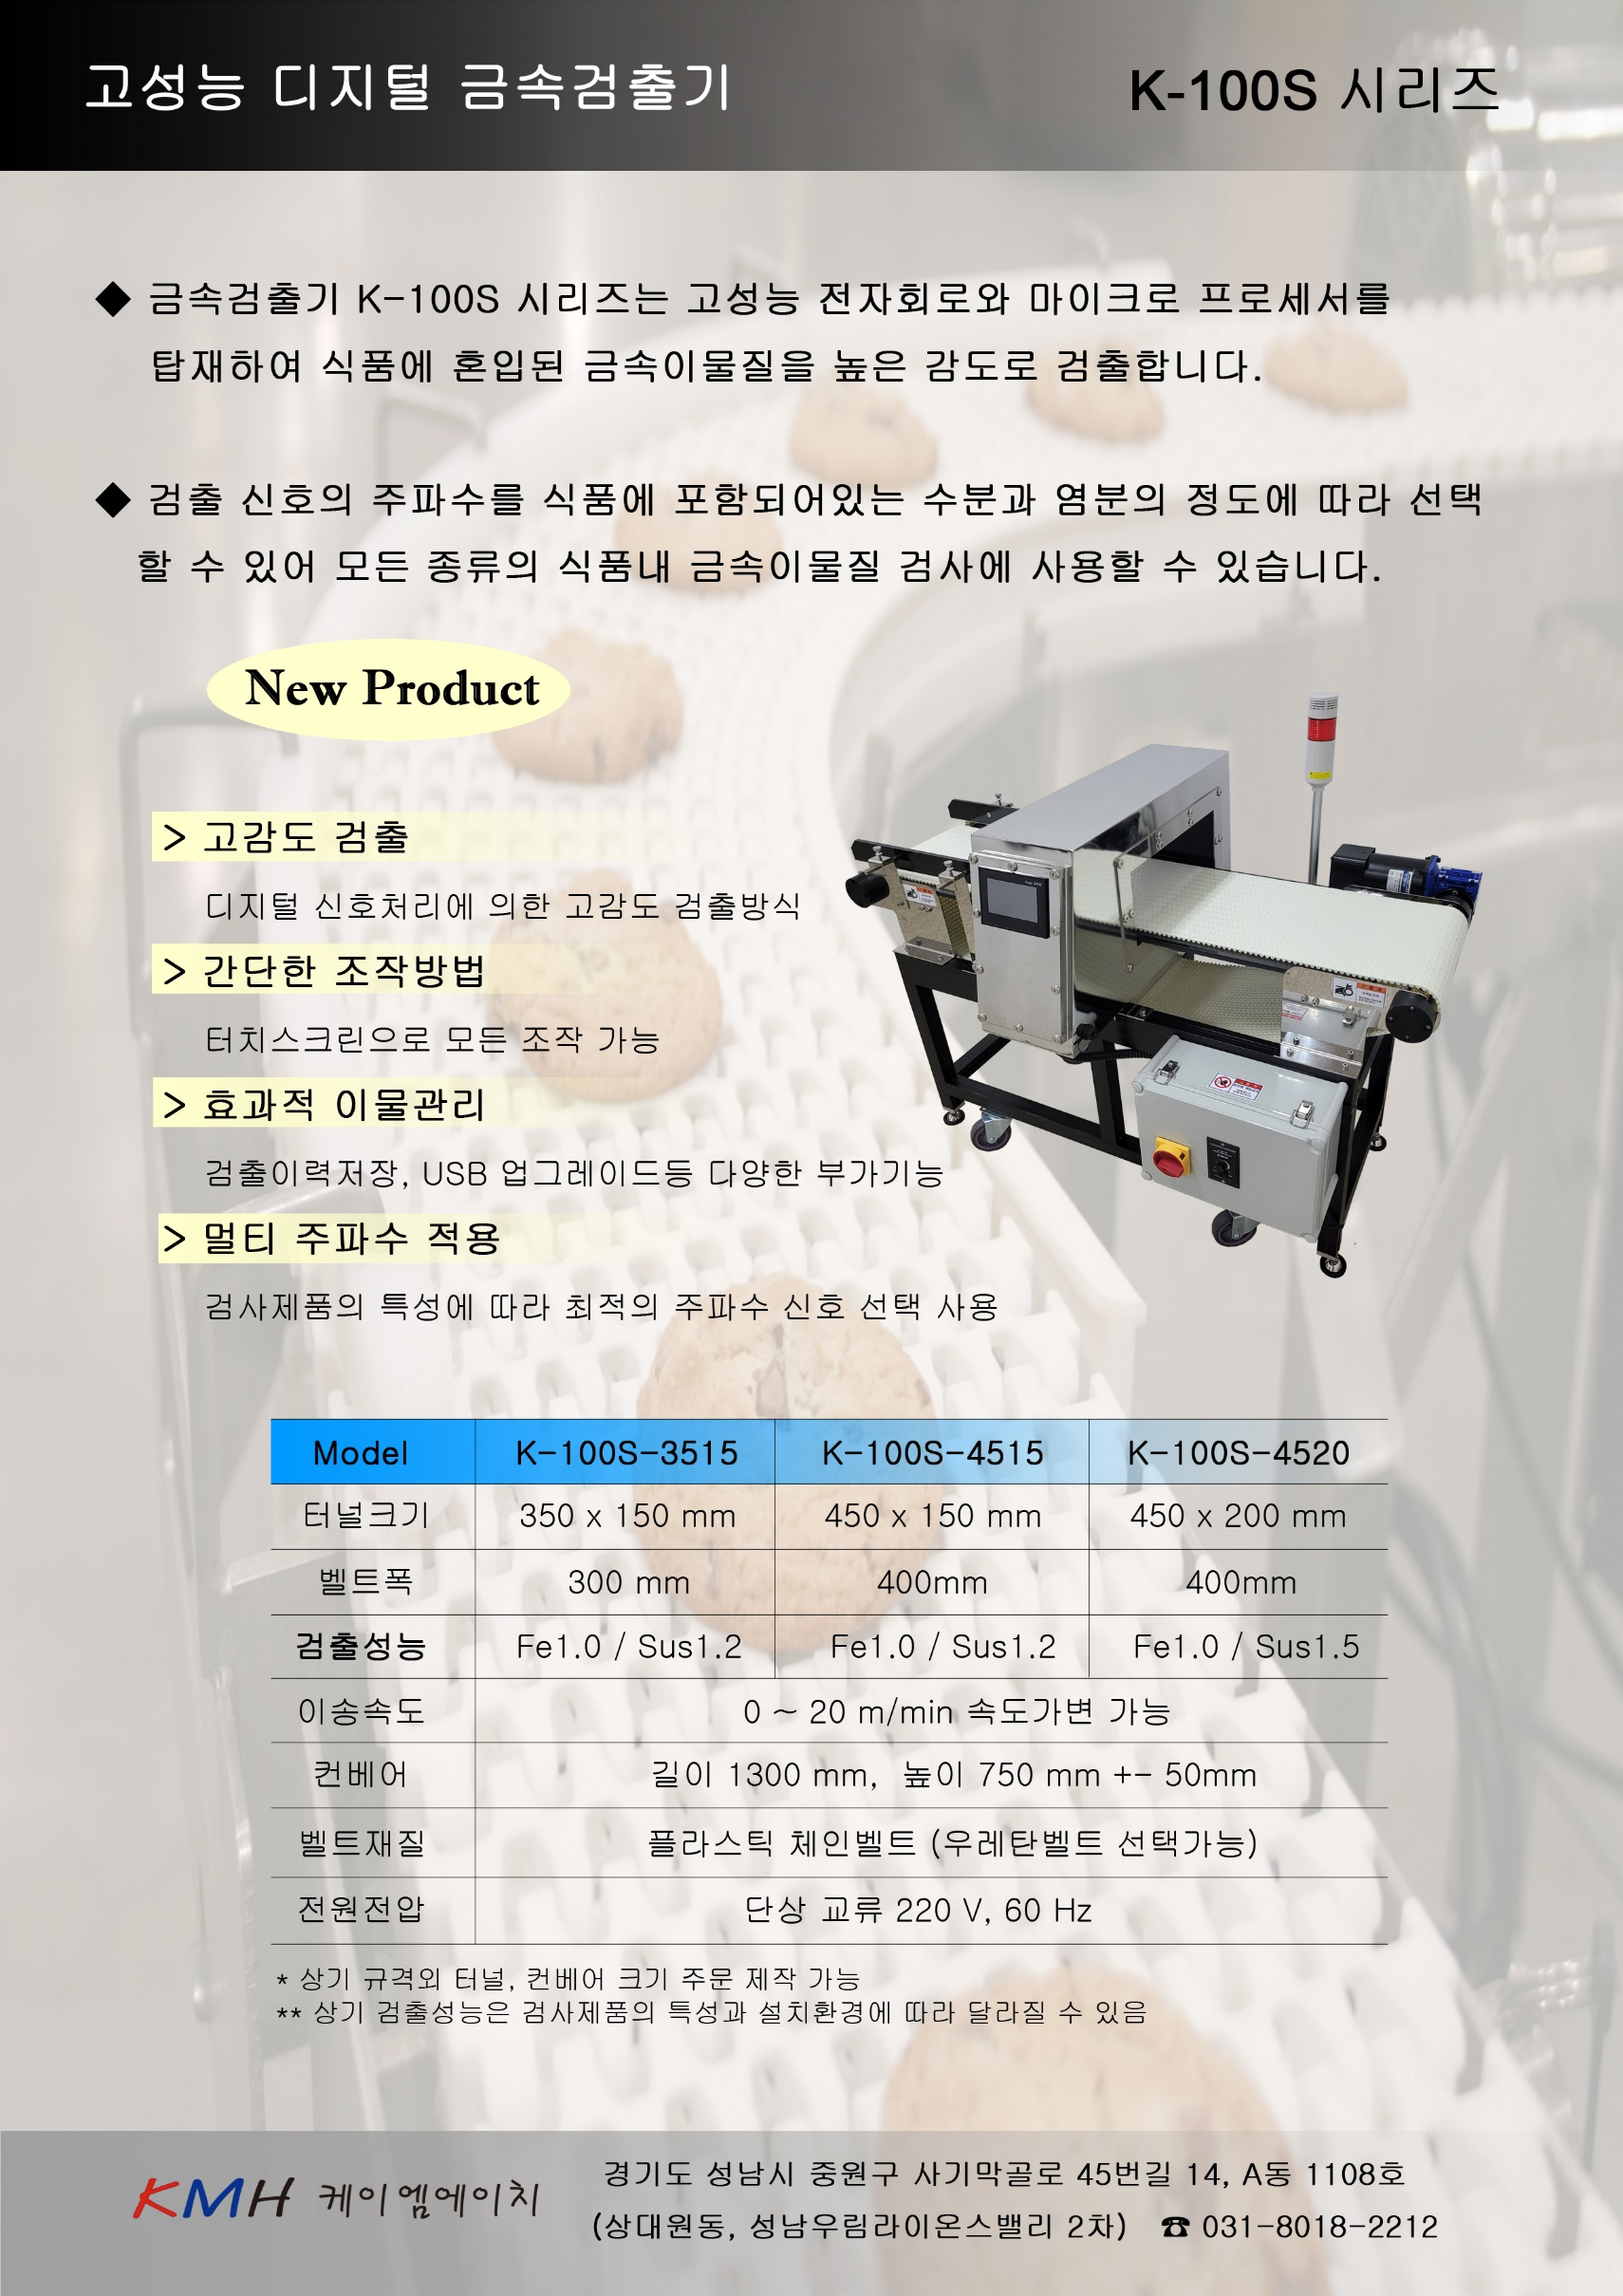 고성능 디지털 금속검출기
K-100S 시리즈
◆ 금속검출기 K-100S 시리즈는 고성능 전자회로와 마이크로 프로세서를
탑재하여 식품에 혼입된 금속이물질을 높은 감도로 검출합니다.
◆ 검출 신호의 주파수를 식품에 포함되어있는 수분과 염분의 정도에 따라 선택
할 수 있어 모든 종류의 식품내 금속이물질 검사에 사용할 수 있습니다.
New Product
> 고감도 검출
디지털 신호처리에 의한 고감도 검출방식
> 간단한 조작방법
터치스크린으로 모든 조작 가능
> 효과적 이물관리
검출이력저장, USB 업그레이드등 다양한 부가기능
> 멀티 주파수 적용
검사제품의 특성에 따라 최적의 주파수 신호 선택 사용
Model K-100S-3515 K-100S-4515 K-100S-4520
터널크기 350 x 150 mm 450 x 150 mm 450 x 200 mm
벨트폭 300 mm 400mm 400mm
검출성능 Fe1.0 / Sus1.2 Fe1.0 / Sus1.2 Fe1.0 / Sus1.5
이송속도 0 ~ 20 m/min 속도가변 가능
컨베어 길이 1300 mm, 높이 750 mm +- 50mm
벨트재질 플라스틱 체인벨트 (우레탄벨트 선택가능)
전원전압 단상 교류 220 V, 60 Hz
* 상기 규격외 터널, 컨베어 크기 주문 제작 가능
** 상기 검출성능은 검사제품의 특성과 설치환경에 따라 달라질 수 있음
KMH 케이엠에이치
경기도 성남시 중원구 사기막골로 45번길 14, A동 1108호
(상대원동, 성남우림라이온스밸리 2차) ☎ 031-8018-2212